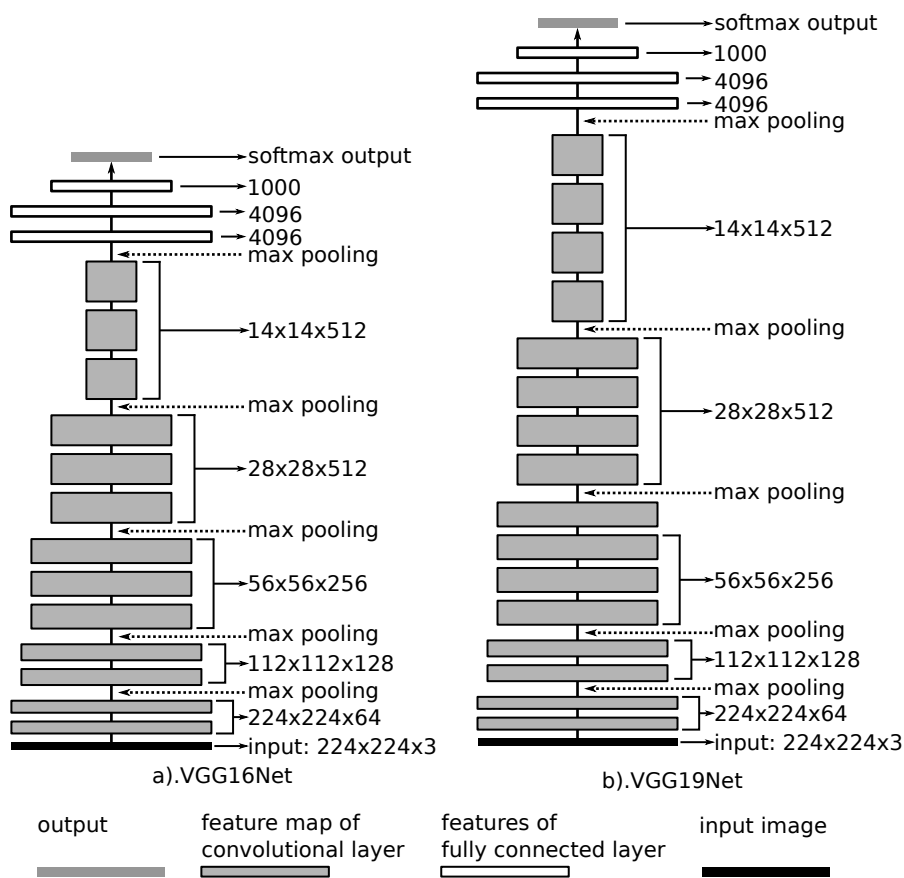 softmax output
1000
4096
4096
max pooling
14x14x512
max pooling
28x28x512
max pooling
56x56x256
max pooling
112x112x128
max pooling
224x224x64
input: 224x224x3
a).VGG16Net
softmax output
1000
4096
4096
max pooling
14x14x512
max pooling
28x28x512
max pooling
56x56x256
max pooling
112x112x128
max pooling
224x224x64
input: 224x224x3
b).VGG19Net
output
feature map of
convolutional layer
features of
fully connected layer
input image